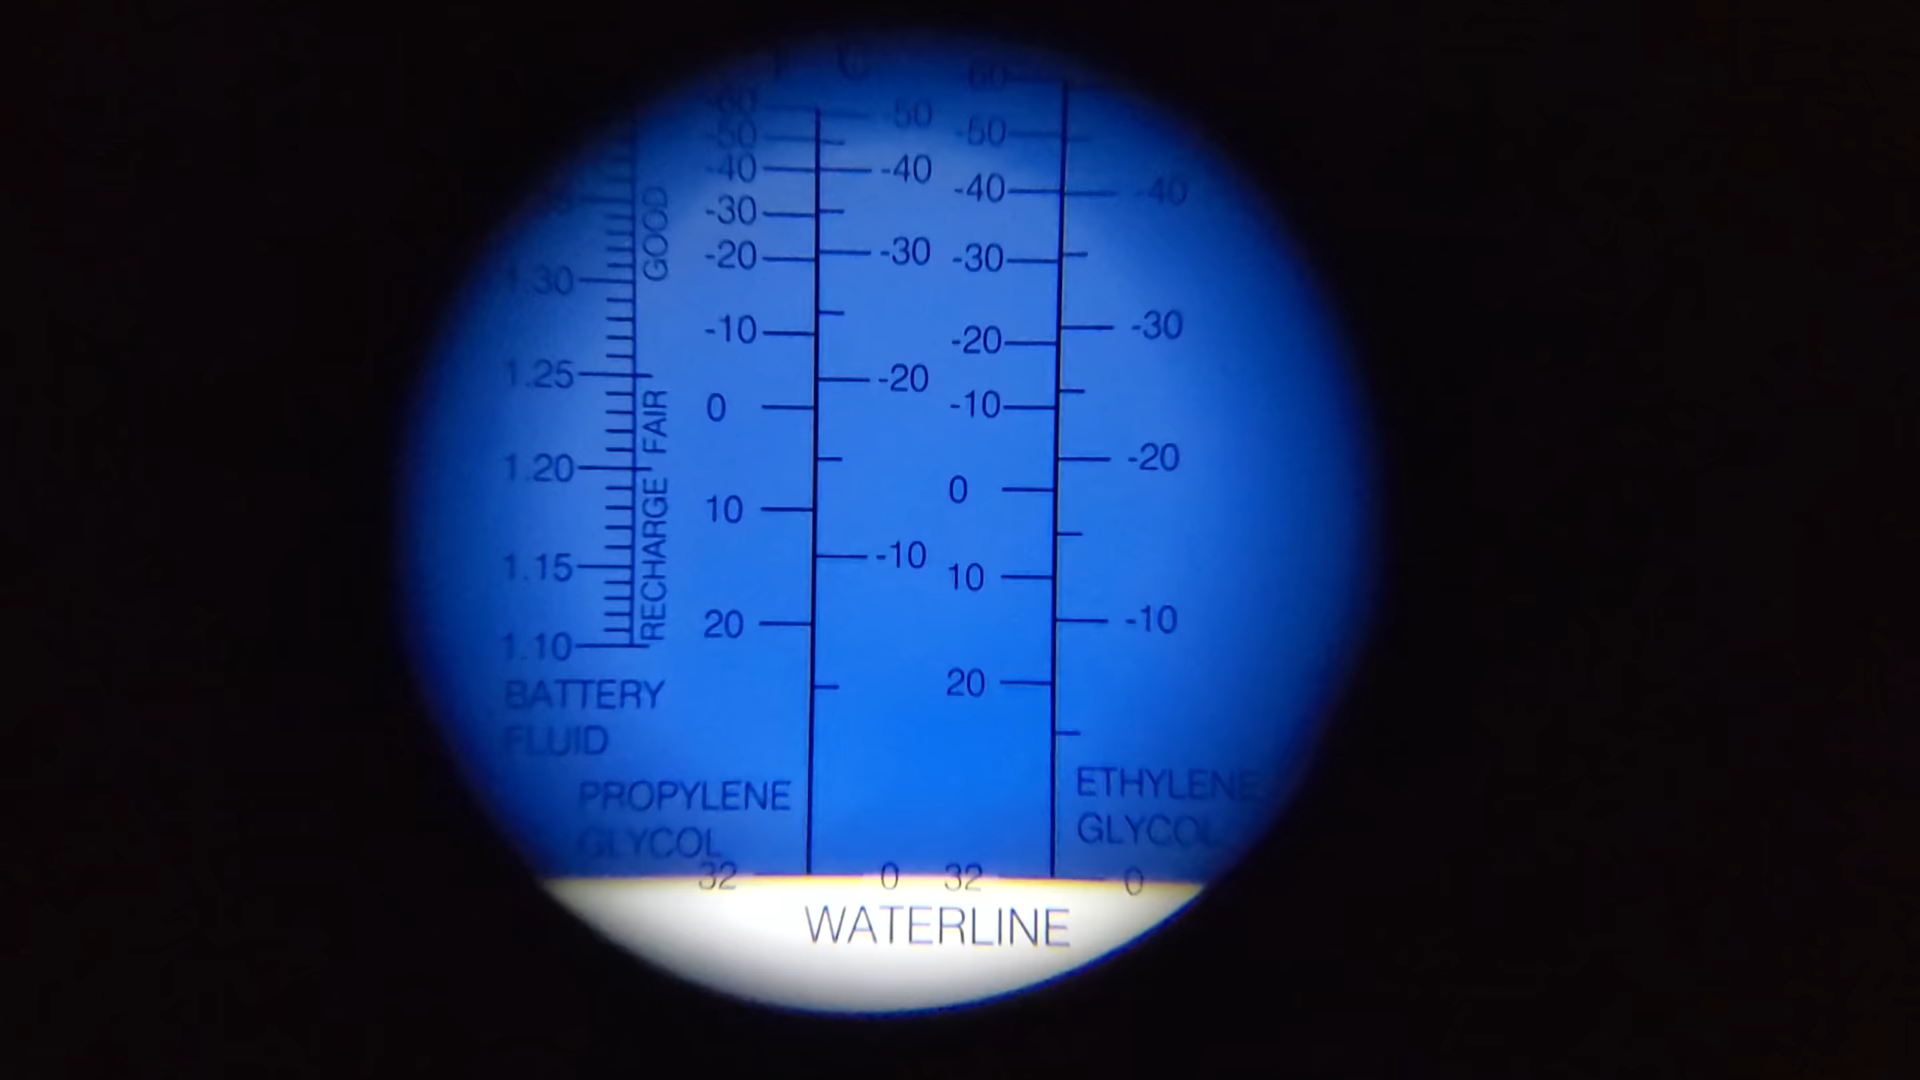 F C
-60 -50 60
-50 -50
-40 -40 -40 -40
-30
-20 -30 -30
1.30
GOOD
-10 -20 -30
1.25 -20
0 -10
FAIR
1.20 -20
0
10
RECHARGE
1.15 -10 10
20 -10
1.10
BATTERY
FLUID
20
PROPYLENE
GLYCOL
ETHYLENE
GLYCOL
32 0 32 0
WATERLINE